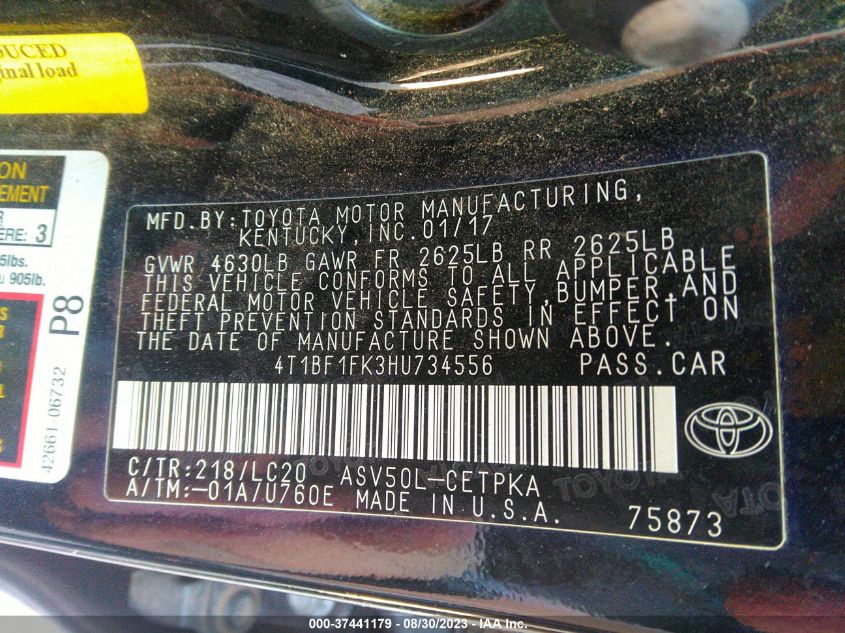 DUCED
ginal load
ON
EMENT
R
ERE: 3
5lbs.
905lb.
P8
42661-06732
MFD.BY:TOYOTA MOTOR MANUFACTURING,
KENTUCKY,INC.01/17
GVWR 4630LB GAWR FR 2625LB RR 2625LB
THIS VEHICLE CONFORMS TO ALL APPLICABLE
FEDERAL MOTOR VEHICLE SAFETY,BUMPER,AND
THEFT PREVENTION STANDARDS IN EFFECT ON
THE DATE OF MANUFACTURE SHOWN ABOVE.
4T1BF1FK3HU734556 PASS.CAR
C/TR:218/LC20 ASV50L-CETPKA
A/TM:-01A/U760E MADE IN U.S.A. 75873
TOYOTA
000-37441179 - 08/30/2023 - IAA Inc.